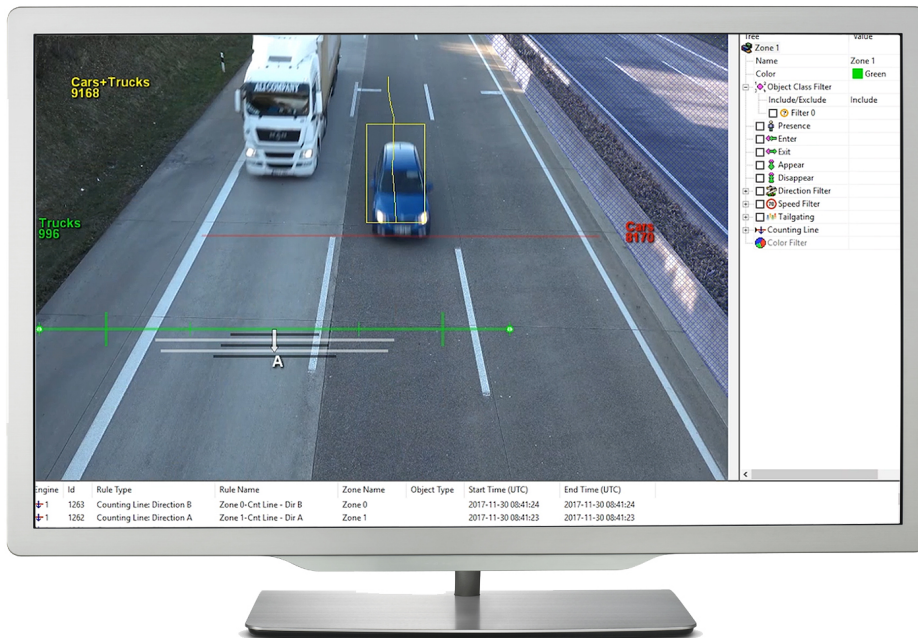 Cars+Trucks
9168
ALI COMPANY
MAN
Trucks
996
Cars
8170
A
Tree Value
Zone 1
Name Zone 1
Color Green
Object Class Filter
Include/Exclude Include
Filter 0
Presence
Enter
Exit
Appear
Disappear
Direction Filter
Speed Filter
Tailgating
Counting Line
Color Filter
Engine Id Rule Type Rule Name Zone Name Object Type Start Time (UTC) End Time (UTC)
1 1263 Counting Line: Direction B Zone 0-Cnt Line - Dir B Zone 0 2017-11-30 08:41:24 2017-11-30 08:41:24
1 1262 Counting Line: Direction A Zone 1-Cnt Line - Dir A Zone 1 2017-11-30 08:41:23 2017-11-30 08:41:23